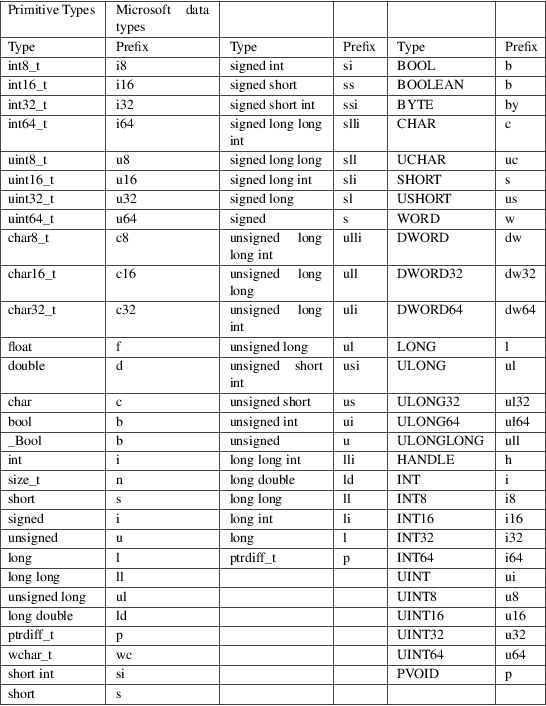 Primitive Types Microsoft data
types
Type Prefix Type Prefix Type Prefix
int8_t i8 signed int si BOOL b
int16_t i16 signed short ss BOOLEAN b
int32_t i32 signed short int ssi BYTE by
int64_t i64 signed long long slli CHAR c
int
uint8_t u8 signed long long sll UCHAR uc
uint16_t u16 signed long int sli SHORT s
uint32_t u32 signed long sl USHORT us
uint64_t u64 signed s WORD w
char8_t c8 unsigned long ulli DWORD dw
long int
char16_t c16 unsigned long ull DWORD32 dw32
long
char32_t c32 unsigned long uli DWORD64 dw64
int
float f unsigned long ul LONG l
double d unsigned short usi ULONG ul
int
char c unsigned short us ULONG32 ul32
bool b unsigned int ui ULONG64 ul64
_Bool b unsigned u ULONGLONG ull
int i long long int lli HANDLE h
size_t n long double ld INT i
short s long long ll INT8 i8
signed i long int li INT16 i16
unsigned u long l INT32 i32
long l ptrdiff_t p INT64 i64
long long ll UINT ui
unsigned long ul UINT8 u8
long double ld UINT16 u16
ptrdiff_t p UINT32 u32
wchar_t wc UINT64 u64
short int si PVOID p
short s